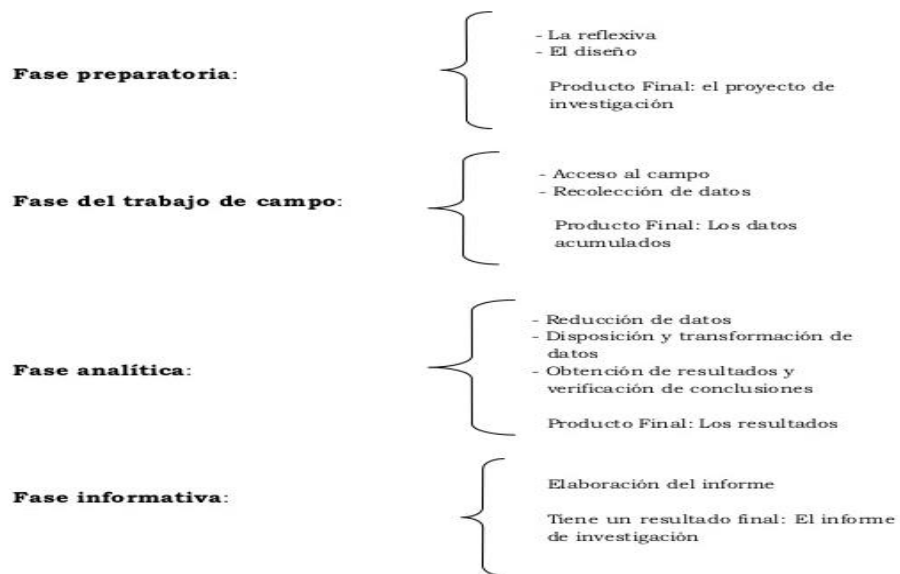 Fase preparatoria:
- La reflexiva
- El diseño
Producto Final: el proyecto de
investigación
Fase del trabajo de campo:
- Acceso al campo
- Recolección de datos
Producto Final: Los datos
acumulados
Fase analítica:
- Reducción de datos
- Disposición y transformación de
datos
- Obtención de resultados y
verificación de conclusiones
Producto Final: Los resultados
Fase informativa:
Elaboración del informe
Tiene un resultado final: El informe
de investigación